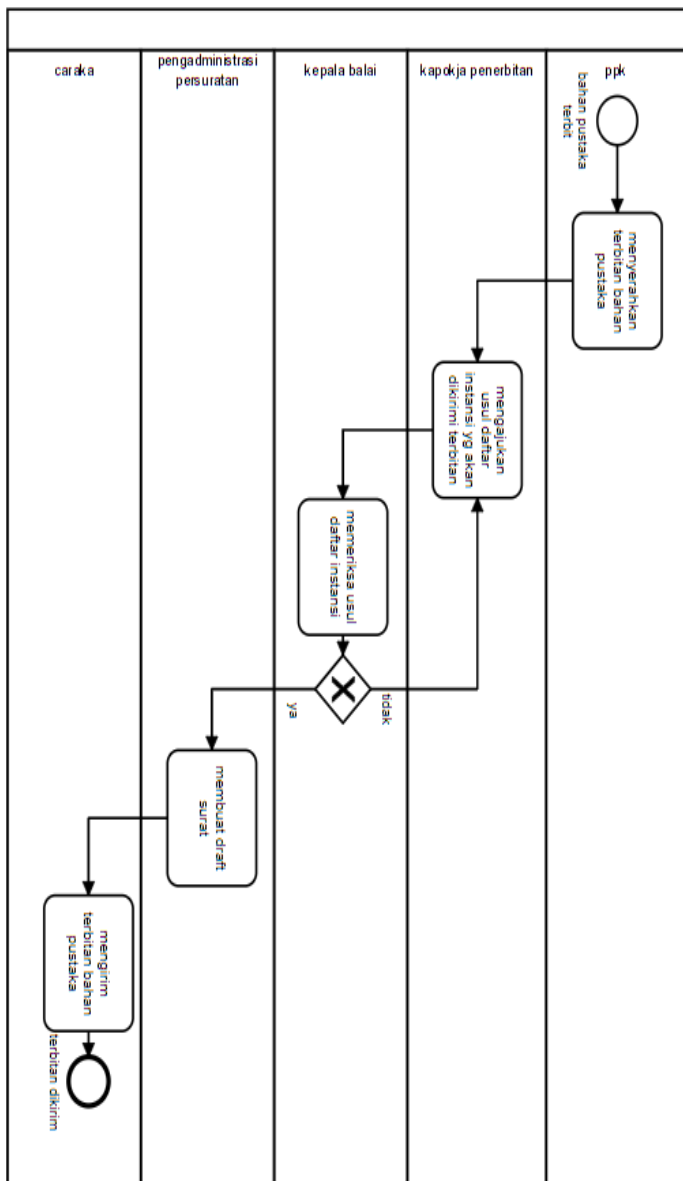 caraka
pengadministrasi
persuratan
kepala balai
kapokja penerbitan
ppk
bahan pustaka
terbit
menyerahkan
terbitan bahan
pustaka
mengajukan
usul daftar
instansi yg akan
dikirimi terbitan
memeriksa usul
daftar instansi
tidak
ya
membuat draft
surat
mengirim
terbitan bahan
pustaka
terbitan dikirim